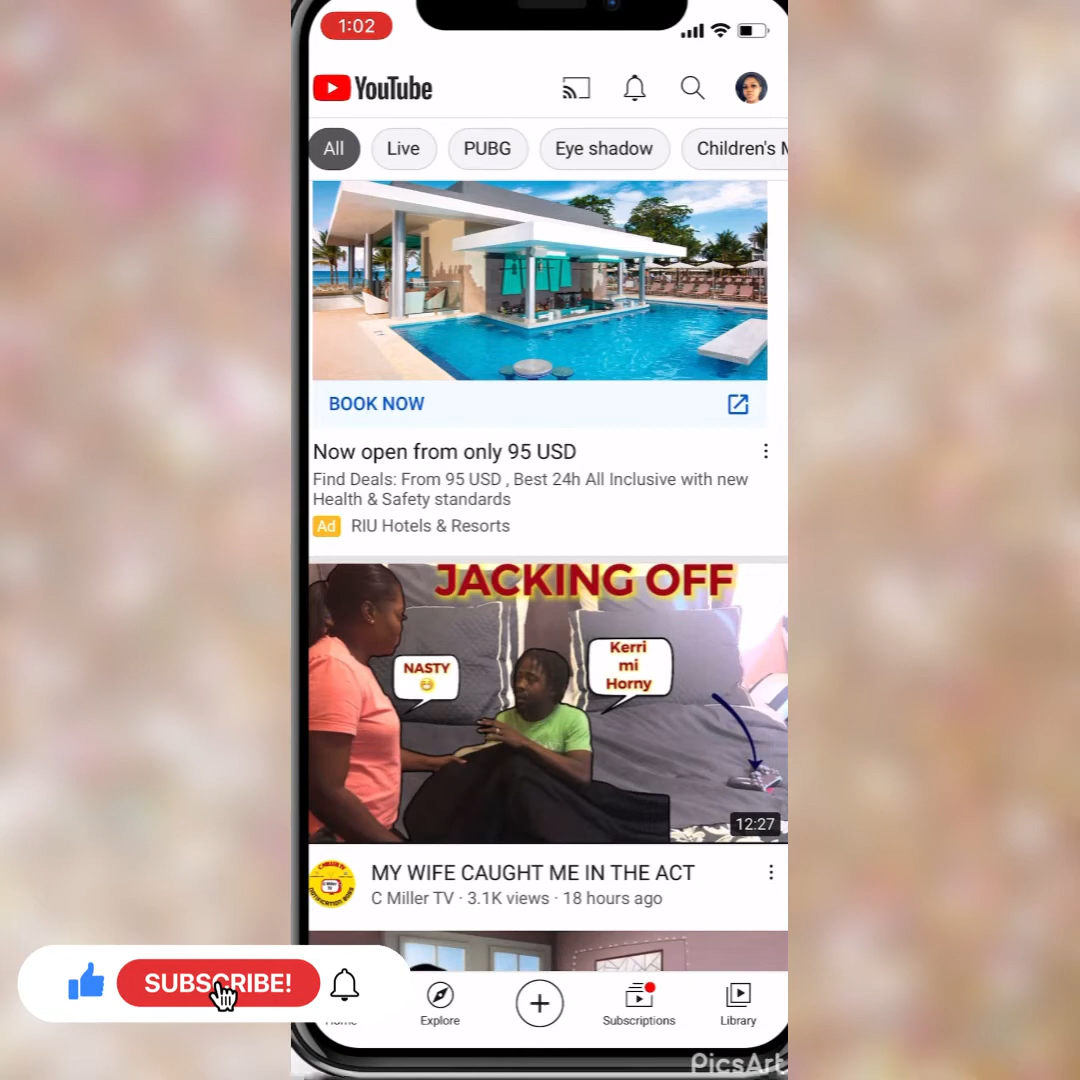 1:02
YouTube
All
Live
PUBG
Eye shadow
Children's M
BOOK NOW
Now open from only 95 USD
Find Deals: From 95 USD , Best 24h All Inclusive with new
Health & Safety standards
Ad RIU Hotels & Resorts
JACKING OFF
NASTY
Kerri
mi
Horny
12:27
MY WIFE CAUGHT ME IN THE ACT
C Miller TV · 3.1K views · 18 hours ago
SUBSCRIBE!
Home
Explore
Subscriptions
Library
PicsArt